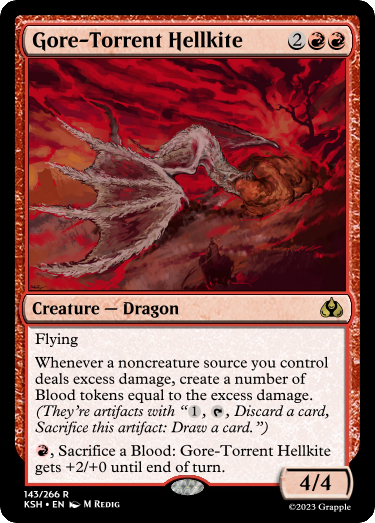 Gore-Torrent Hellkite 2
Creature — Dragon
Flying
Whenever a noncreature source you control
deals excess damage, create a number of
Blood tokens equal to the excess damage.
(They're artifacts with “1, , Discard a card,
Sacrifice this artifact: Draw a card.”)
, Sacrifice a Blood: Gore-Torrent Hellkite
gets +2/+0 until end of turn.
4/4
143/266 R
KSH • EN M REDIG
©2023 Grapple